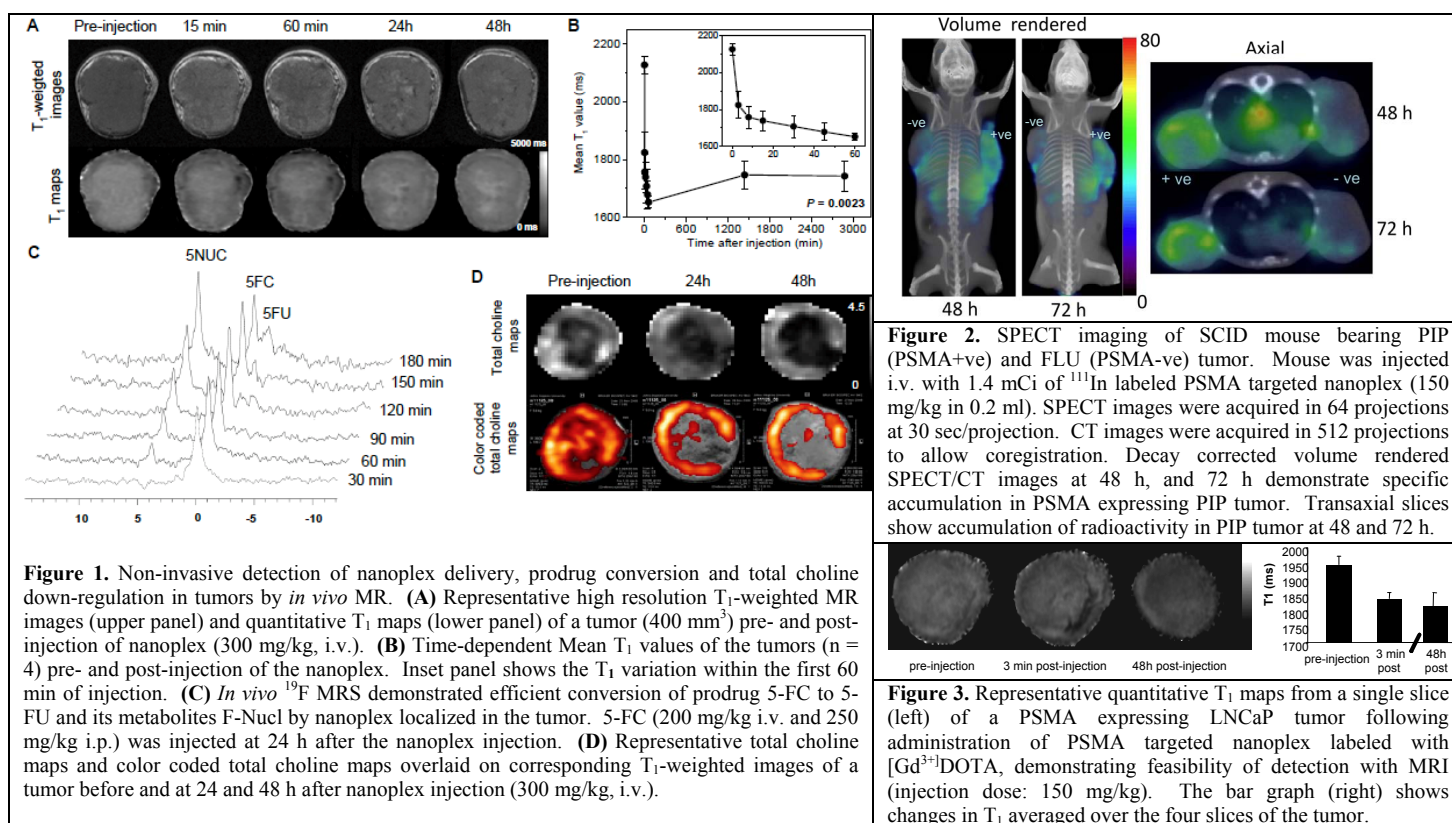 A
Pre-injection 15 min 60 min 24h 48h
T1-weigted images
5000 ms
T1 maps
0 ms
B
2200
2100
2000
1900
1800
1700
1600
Mean T1 value (ms)
2200
2000
1800
1600
0 20 40 60
P = 0.0023
0 600 1200 1800 2400 3000
Time after injection (min)
C
5NUC
5FC
5FU
180 min
150 min
120 min
90 min
60 min
30 min
10 5 0 -5 -10
D
Pre-injection 24h 48h
Total choline maps
4.5
0
Color coded total choline maps
Figure 1. Non-invasive detection of nanoplex delivery, prodrug conversion and total choline
down-regulation in tumors by in vivo MR. (A) Representative high resolution T1-weighted MR
images (upper panel) and quantitative T1 maps (lower panel) of a tumor (400 mm³) pre- and post-
injection of nanoplex (300 mg/kg, i.v.). (B) Time-dependent Mean T1 values of the tumors (n =
4) pre- and post-injection of the nanoplex. Inset panel shows the T1 variation within the first 60
min of injection. (C) In vivo ¹⁹F MRS demonstrated efficient conversion of prodrug 5-FC to 5-
FU and its metabolites F-Nucl by nanoplex localized in the tumor. 5-FC (200 mg/kg i.v. and 250
mg/kg i.p.) was injected at 24 h after the nanoplex injection. (D) Representative total choline
maps and color coded total choline maps overlaid on corresponding T1-weighted images of a
tumor before and at 24 and 48 h after nanoplex injection (300 mg/kg, i.v.).
Volume rendered
-ve +ve -ve +ve
48 h 72 h
80
0
Axial
48 h
+ ve - ve
72 h
Figure 2. SPECT imaging of SCID mouse bearing PIP
(PSMA+ve) and FLU (PSMA-ve) tumor. Mouse was injected
i.v. with 1.4 mCi of ¹¹¹In labeled PSMA targeted nanoplex (150
mg/kg in 0.2 ml). SPECT images were acquired in 64 projections
at 30 sec/projection. CT images were acquired in 512 projections
to allow coregistration. Decay corrected volume rendered
SPECT/CT images at 48 h, and 72 h demonstrate specific
accumulation in PSMA expressing PIP tumor. Transaxial slices
show accumulation of radioactivity in PIP tumor at 48 and 72 h.
pre-injection 3 min post-injection 48h post-injection
T1 (ms)
2000
1950
1900
1850
1800
1750
1700
pre-injection 3 min post 48h post
Figure 3. Representative quantitative T1 maps from a single slice
(left) of a PSMA expressing LNCaP tumor following
administration of PSMA targeted nanoplex labeled with
[Gd³⁺]DOTA, demonstrating feasibility of detection with MRI
(injection dose: 150 mg/kg). The bar graph (right) shows
changes in T1 averaged over the four slices of the tumor.